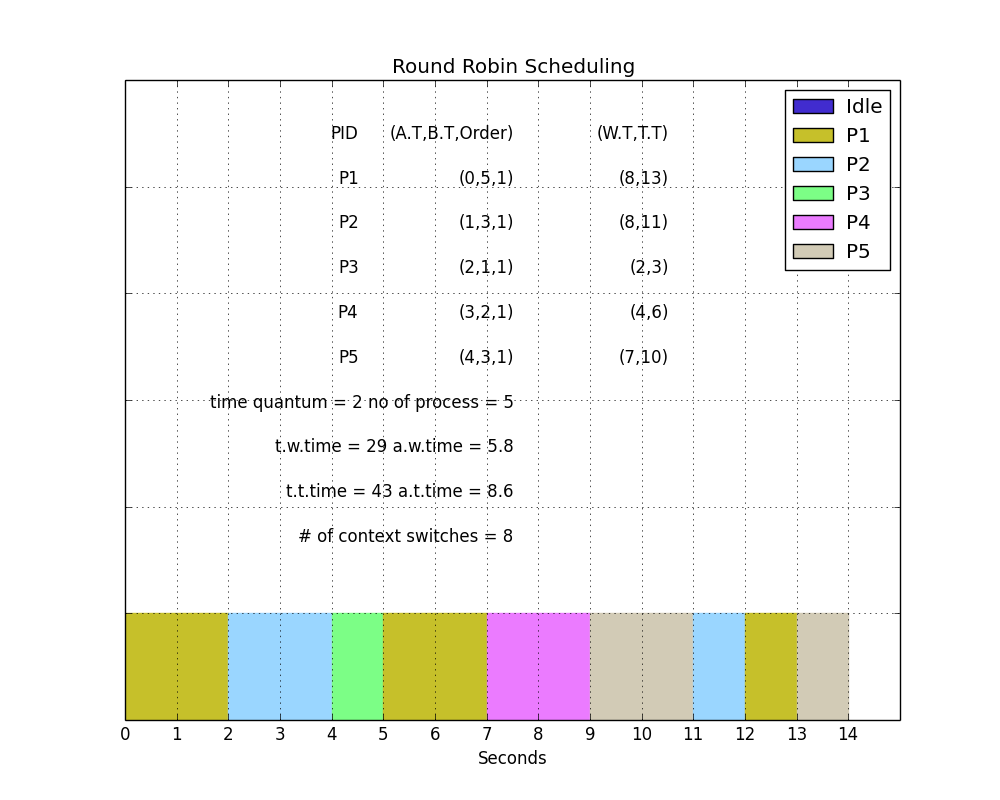 Round Robin Scheduling
PID (A.T,B.T,Order) (W.T,T.T)
P1 (0,5,1) (8,13)
P2 (1,3,1) (8,11)
P3 (2,1,1) (2,3)
P4 (3,2,1) (4,6)
P5 (4,3,1) (7,10)
time quantum = 2 no of process = 5
t.w.time = 29 a.w.time = 5.8
t.t.time = 43 a.t.time = 8.6
# of context switches = 8
Idle
P1
P2
P3
P4
P5
0 1 2 3 4 5 6 7 8 9 10 11 12 13 14
Seconds